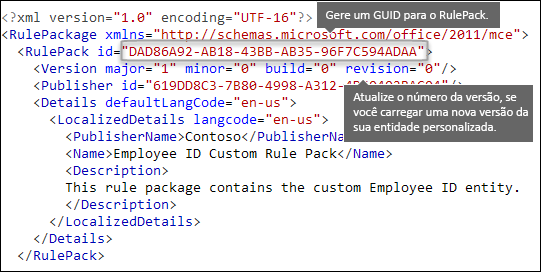 <?xml version="1.0" encoding="UTF-16"?>
Gere um GUID para o RulePack.
<RulePackage xmlns="http://schemas.microsoft.com/office/2011/mce">
<RulePack id="DAD86A92-AB18-43BB-AB35-96F7C594ADAA">
<Version major="1" minor="0" build="0" revision="0"/>
<Publisher id="619DD8C3-7B80-4998-A312-
Atualize o número da versão, se
você carregar uma nova versão da
sua entidade personalizada.
<Details defaultLangCode="en-us">
<LocalizedDetails langcode="en-us">
<PublisherName>Contoso</PublisherName>
<Name>Employee ID Custom Rule Pack</Name>
<Description>
This rule package contains the custom Employee ID entity.
</Description>
</LocalizedDetails>
</Details>
</RulePack>